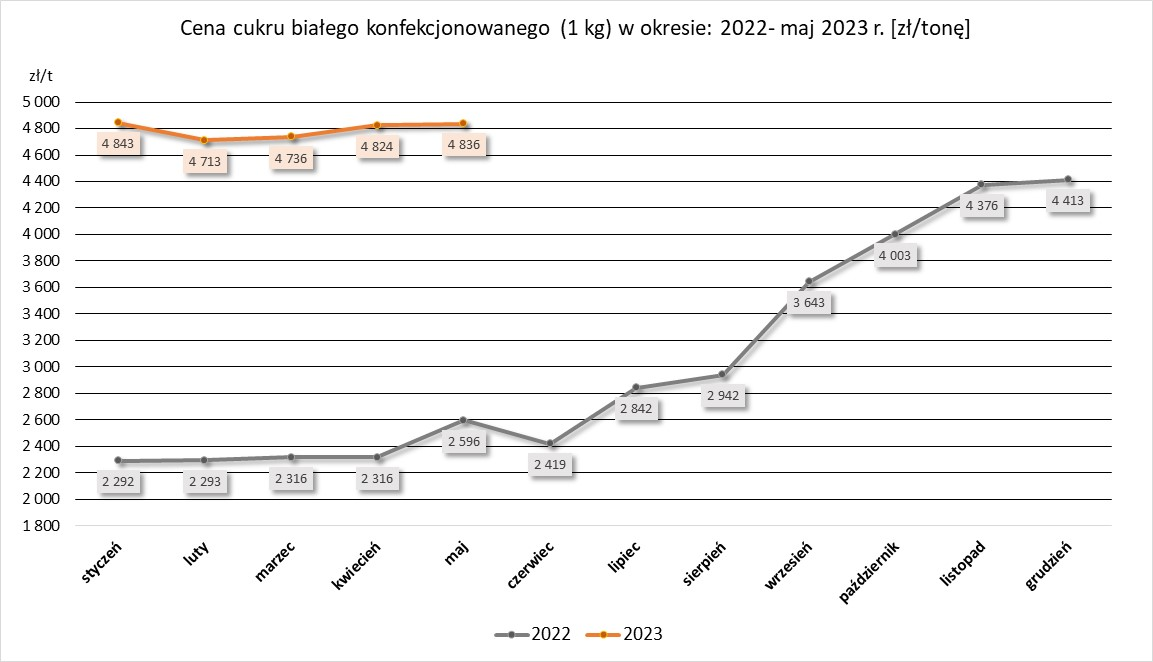 Cena cukru białego konfekcjonowanego (1 kg) w okresie: 2022- maj 2023 r. [zł/tonę]
zł/t
5 000
4 800
4 600
4 400
4 200
4 000
3 800
3 600
3 400
3 200
3 000
2 800
2 600
2 400
2 200
2 000
1 800
4 843
4 713
4 736
4 824
4 836
2 292
2 293
2 316
2 316
2 596
2 419
2 842
2 942
3 643
4 003
4 376
4 413
styczeń
luty
marzec
kwiecień
maj
czerwiec
lipiec
sierpień
wrzesień
październik
listopad
grudzień
2022
2023